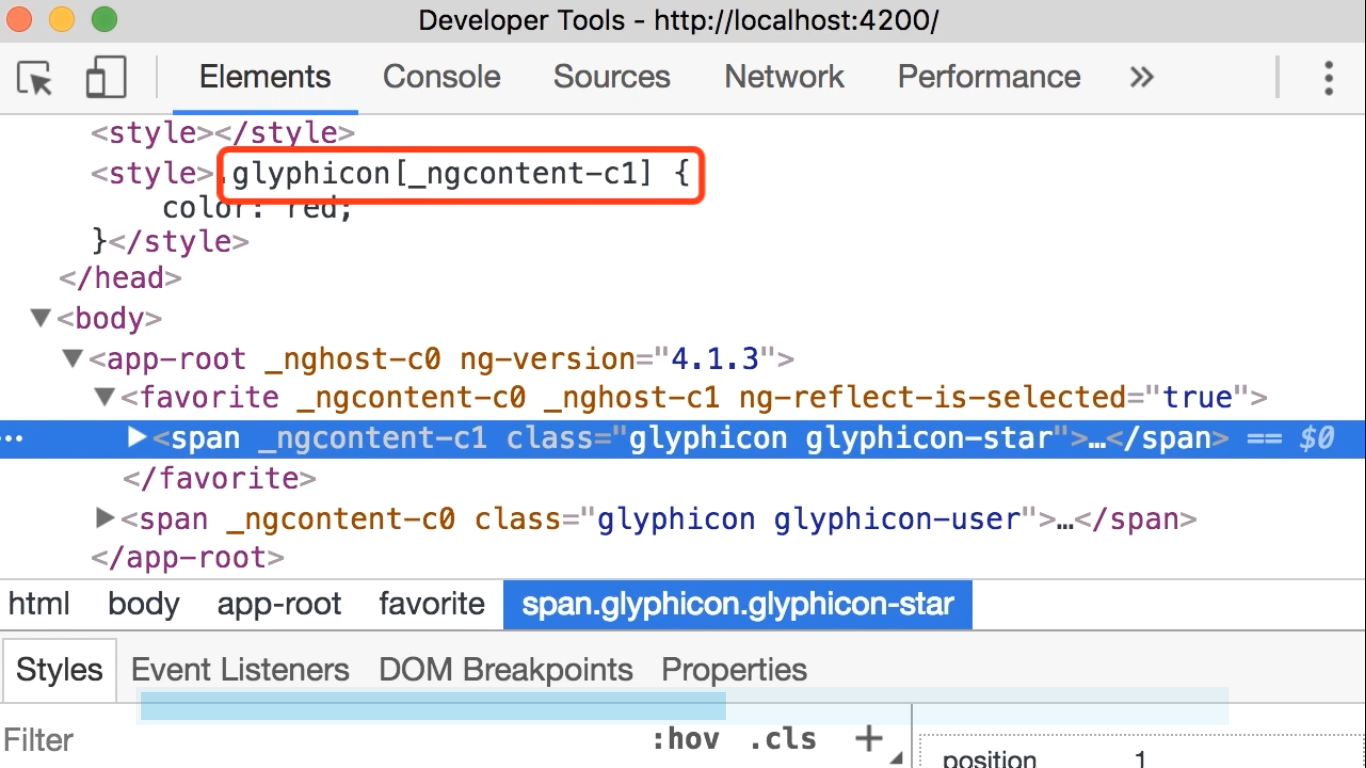 Developer Tools - http://localhost:4200/
Elements Console Sources Network Performance »
<style></style>
<style>.glyphicon[_ngcontent-c1] {
color: red;
}</style>
</head>
▼<body>
▼<app-root _nghost-c0 ng-version="4.1.3">
▼<favorite _ngcontent-c0 _nghost-c1 ng-reflect-is-selected="true">
… ▶<span _ngcontent-c1 class="glyphicon glyphicon-star">…</span> == $0
</favorite>
▶<span _ngcontent-c0 class="glyphicon glyphicon-user">…</span>
</app-root>
html body app-root favorite span.glyphicon.glyphicon-star
Styles Event Listeners DOM Breakpoints Properties
Filter :hov .cls +
position 1